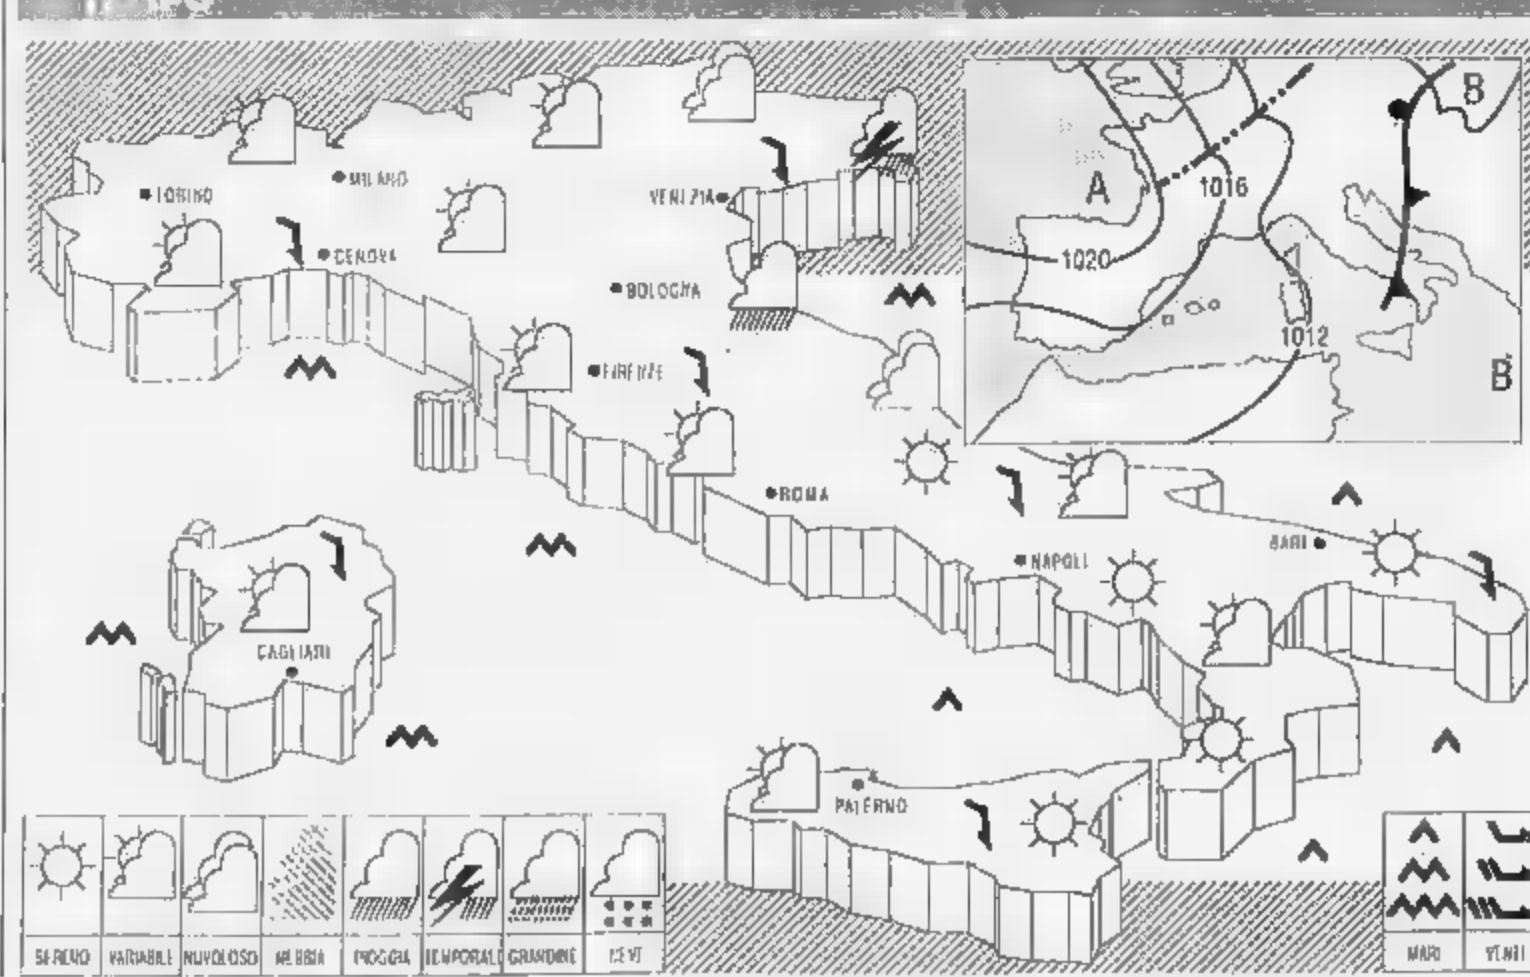 TORINO
MILANO
VENEZIA
GENOVA
BOLOGNA
FIRENZE
ROMA
NAPOLI
BARI
CAGLIARI
PALERMO
A
B
1016
1020
1012
B
SERENO VARIABILE NUVOLOSO NEBBIA PIOGGIA TEMPORALE GRANDINE NEVE
MARI VENTI